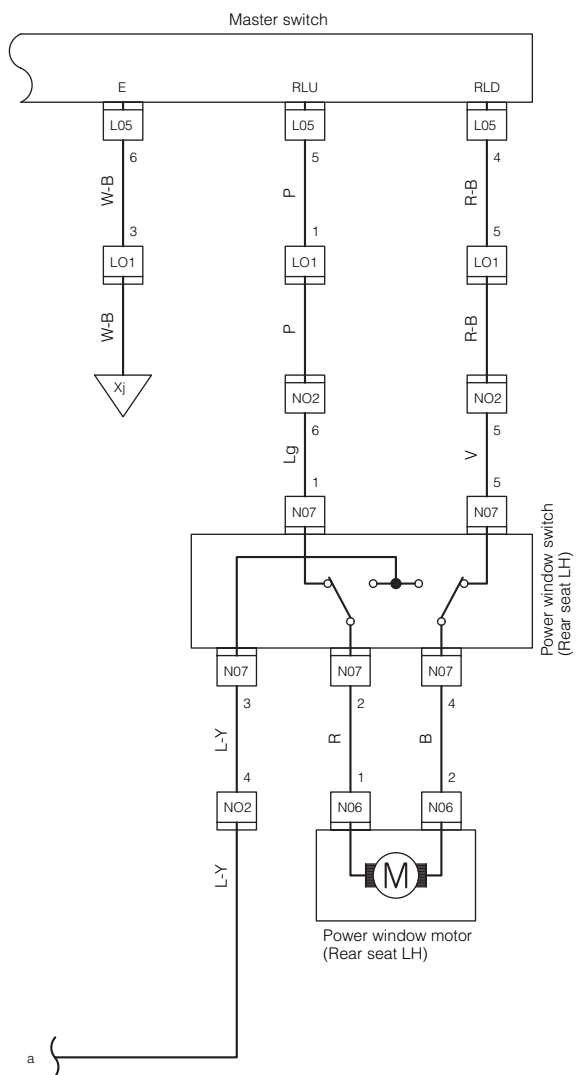 Master switch
E RLU RLD
L05 L05 L05
6 5 4
W-B P R-B
3 1 5
LO1 LO1 LO1
W-B P R-B
Xj NO2 NO2
6 5
Lg V
1 5
N07 N07
Power window switch
(Rear seat LH)
N07 N07 N07
3 2 4
L-Y R B
4 1 2
NO2 N06 N06
L-Y M
Power window motor
(Rear seat LH)
a